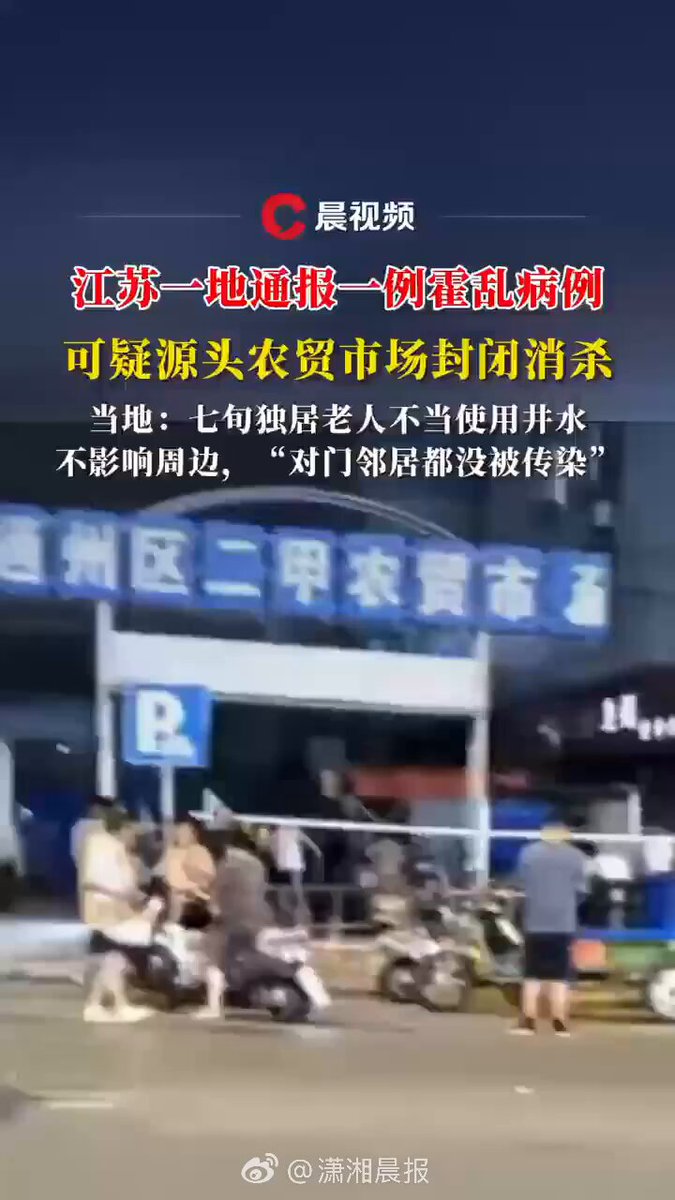 晨视频
江苏一地通报一例霍乱病例
可疑源头农贸市场封闭消杀
当地：七旬独居老人不当使用井水
不影响周边，“对门邻居都没被传染”
通州区二甲农贸市场
P
@潇湘晨报